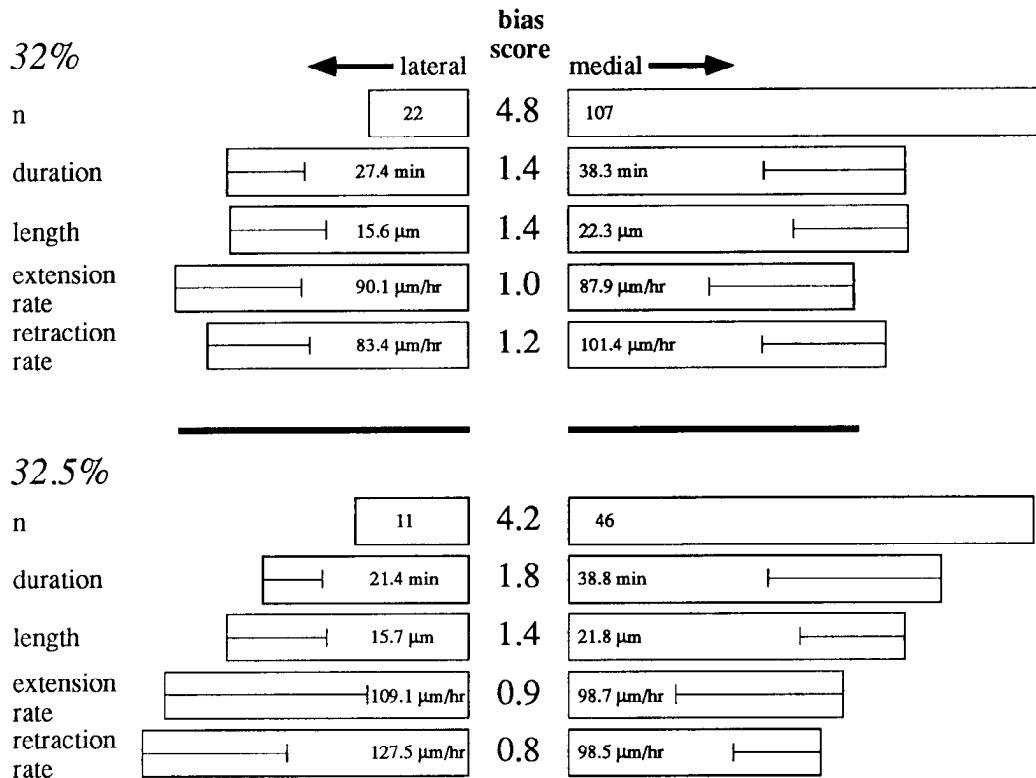 bias
score
32%
lateral
medial
n
22
4.8
107
duration
27.4 min
1.4
38.3 min
length
15.6 μm
1.4
22.3 μm
extension
rate
90.1 μm/hr
1.0
87.9 μm/hr
retraction
rate
83.4 μm/hr
1.2
101.4 μm/hr
32.5%
n
11
4.2
46
duration
21.4 min
1.8
38.8 min
length
15.7 μm
1.4
21.8 μm
extension
rate
109.1 μm/hr
0.9
98.7 μm/hr
retraction
rate
127.5 μm/hr
0.8
98.5 μm/hr